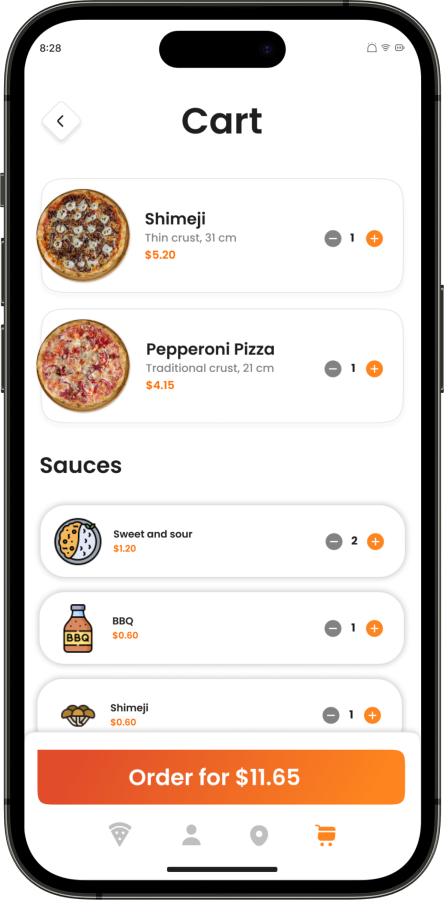 8:28
Cart
Shimeji
Thin crust, 31 cm
$5.20
1
Pepperoni Pizza
Traditional crust, 21 cm
$4.15
1
Sauces
Sweet and sour
$1.20
2
BBQ
BBQ
$0.60
1
Shimeji
$0.60
1
Order for $11.65